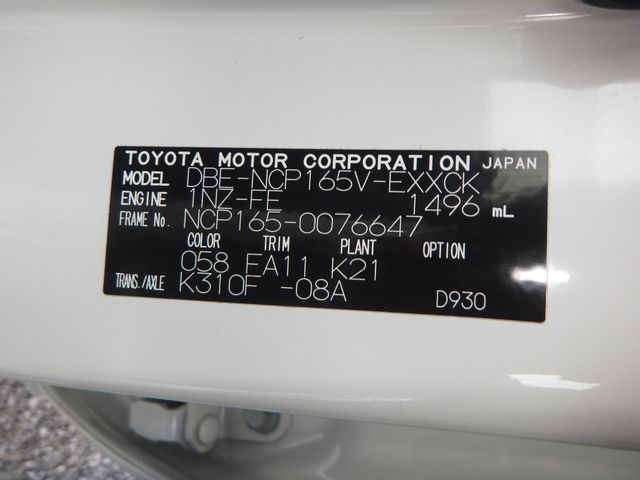 TOYOTA MOTOR CORPORATION JAPAN
MODEL DBE-NCP165V-EXXCK
ENGINE 1NZ-FE 1496 mL
FRAME No. NCP165-0076647
COLOR TRIM PLANT OPTION
058 FA11 K21
TRANS./AXLE K310F -08A
D930